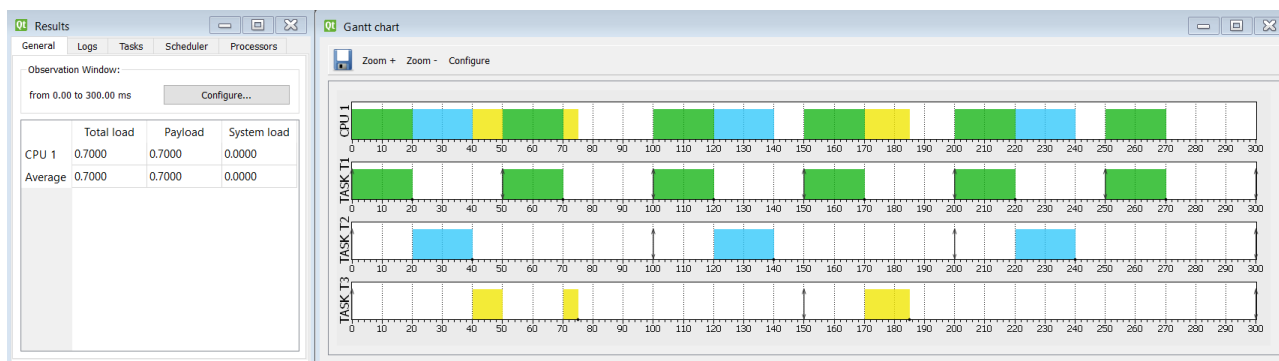 Qt Results
General Logs Tasks Scheduler Processors
Observation Window:
from 0.00 to 300.00 ms Configure...
Total load Payload System load
CPU 1 0.7000 0.7000 0.0000
Average 0.7000 0.7000 0.0000
Qt Gantt chart
Zoom + Zoom - Configure
CPU 1
0 10 20 30 40 50 60 70 80 90 100 110 120 130 140 150 160 170 180 190 200 210 220 230 240 250 260 270 280 290 300
TASK T1
0 10 20 30 40 50 60 70 80 90 100 110 120 130 140 150 160 170 180 190 200 210 220 230 240 250 260 270 280 290 300
TASK T2
0 10 20 30 40 50 60 70 80 90 100 110 120 130 140 150 160 170 180 190 200 210 220 230 240 250 260 270 280 290 300
TASK T3
0 10 20 30 40 50 60 70 80 90 100 110 120 130 140 150 160 170 180 190 200 210 220 230 240 250 260 270 280 290 300